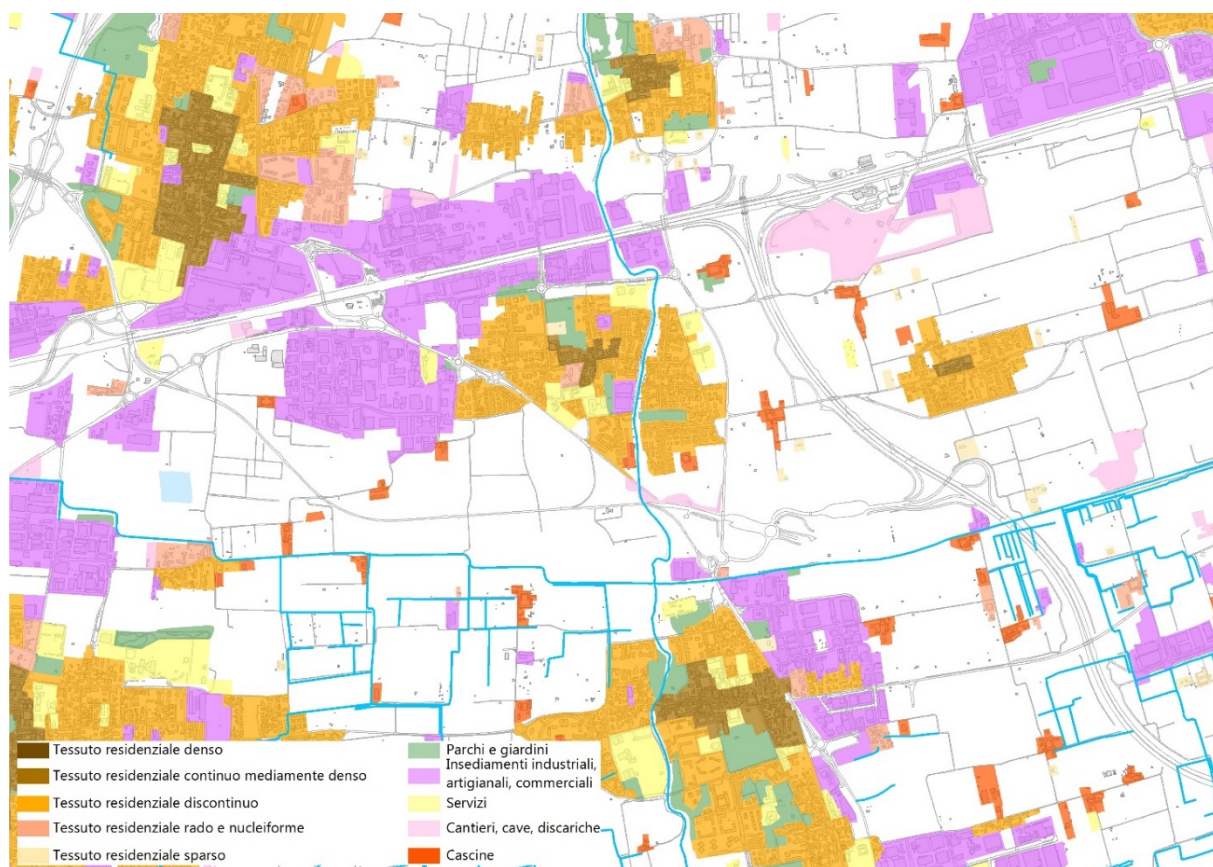 Tessuto residenziale denso
Tessuto residenziale continuo mediamente denso
Tessuto residenziale discontinuo
Tessuto residenziale rado e nucleiforme
Tessuto residenziale sparso
Parchi e giardini
Insediamenti industriali,
artigianali, commerciali
Servizi
Cantieri, cave, discariche
Cascine